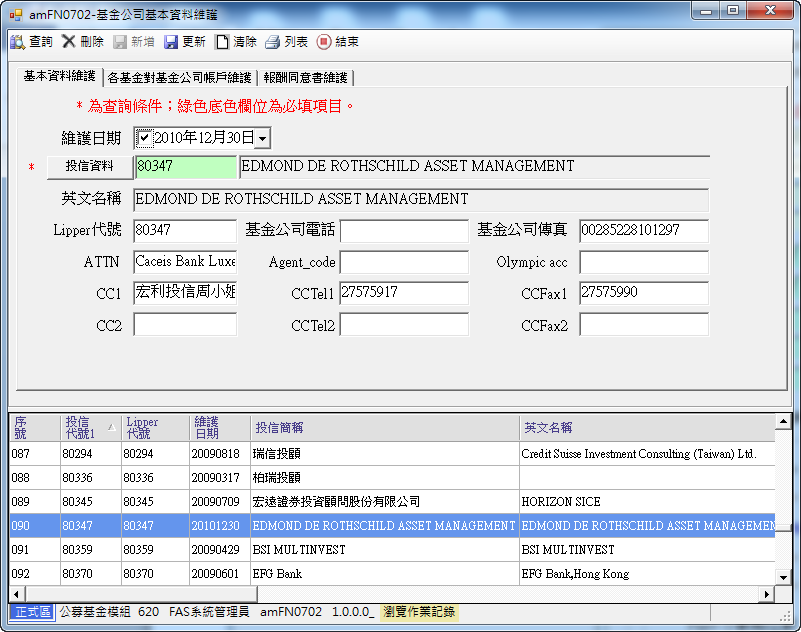 amFN0702-基金公司基本資料維護
查詢 刪除 新增 更新 清除 列表 結束
基本資料維護 各基金對基金公司帳戶維護 報酬同意書維護
* 為查詢條件；綠色底色欄位為必填項目。
維護日期 2010年12月30日
* 投信資料 80347 EDMOND DE ROTHSCHILD ASSET MANAGEMENT
英文名稱 EDMOND DE ROTHSCHILD ASSET MANAGEMENT
Lipper代號 80347 基金公司電話 基金公司傳真 00285228101297
ATTN Caceis Bank Luxe Agent_code Olympic acc
CC1 宏利投信周小姐 CCTel1 27575917 CCFax1 27575990
CC2 CCTel2 CCFax2
序號 投信代號1 Lipper代號 維護日期 投信簡稱 英文名稱
087 80294 80294 20090818 瑞信投顧 Credit Suisse Investment Consulting (Taiwan) Ltd.
088 80336 80336 20090317 柏瑞投顧
089 80345 80345 20090709 宏遠證券投資顧問股份有限公司 HORIZON SICE
090 80347 80347 20101230 EDMOND DE ROTHSCHILD ASSET MANAGEMENT EDMOND DE ROTHSCHILD ASSET MANAGEMEN
091 80359 80359 20090429 BSI MULTINVEST BSI MULTINVEST
092 80370 80370 20090601 EFG Bank EFG Bank,Hong Kong
正式區 公募基金模組 620 FAS系統管理員 amFN0702 1.0.0.0_ 瀏覽作業記錄